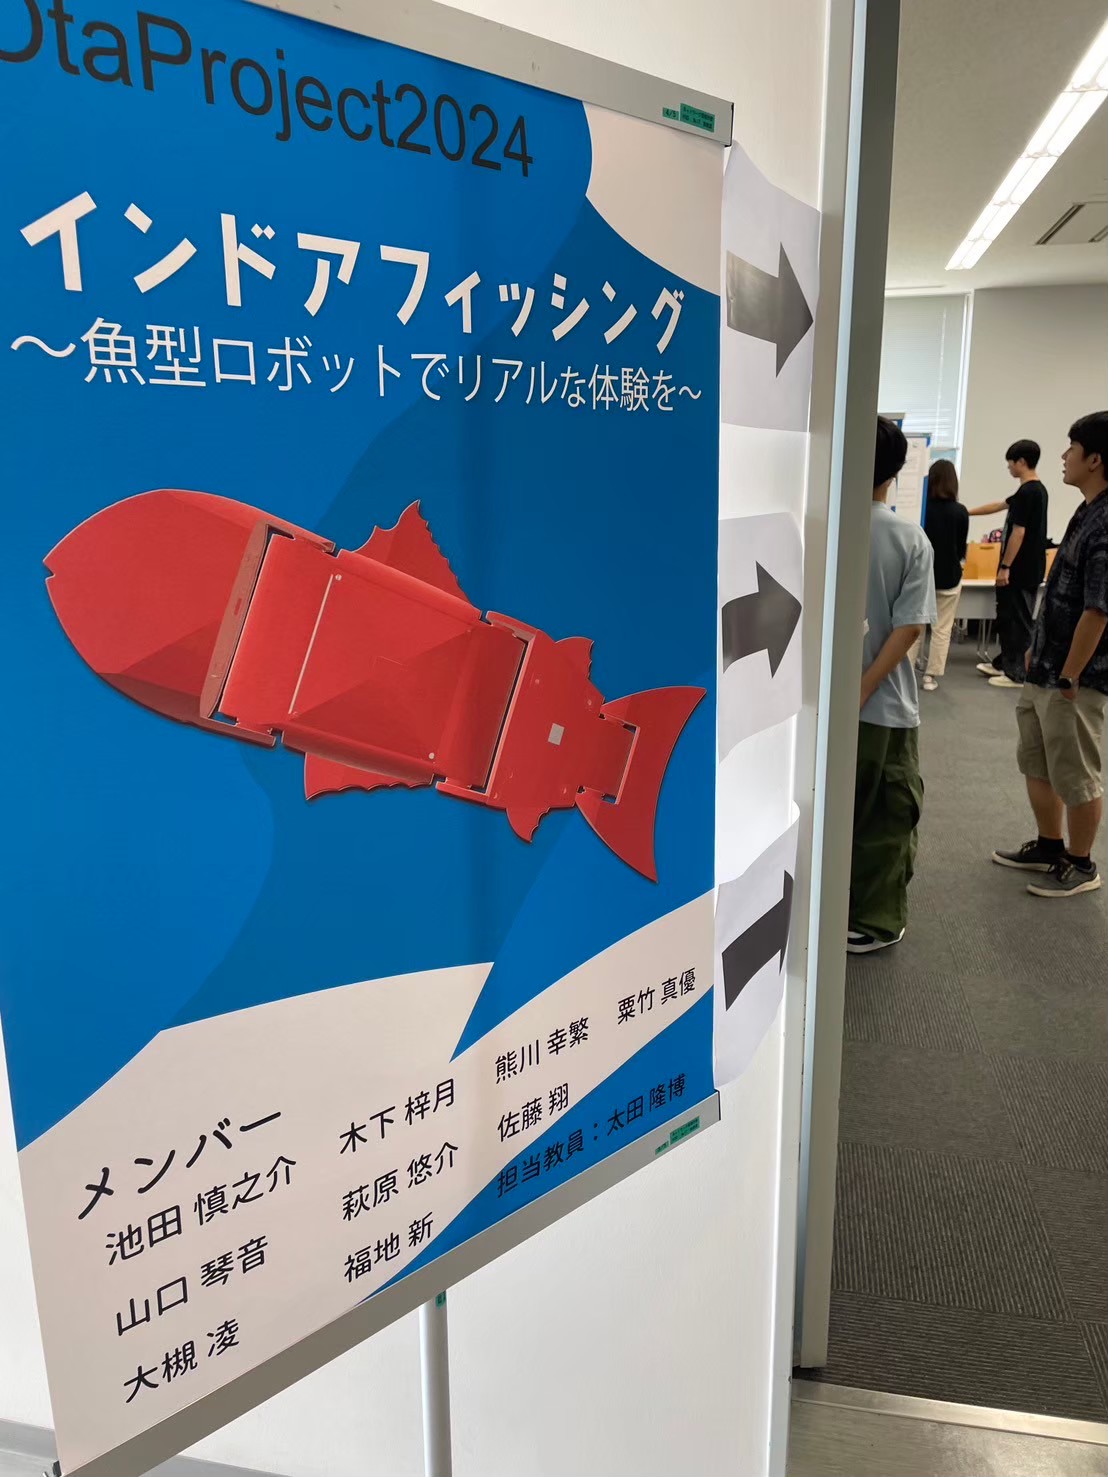 OtaProject2024
インドアフィッシング
～魚型ロボットでリアルな体験を～
メンバー
池田 慎之介
山口 琴音
大槻 凌
木下 梓月
萩原 悠介
福地 新
熊川 幸繁
佐藤 翔
粟竹 真優
担当教員：太田 隆博